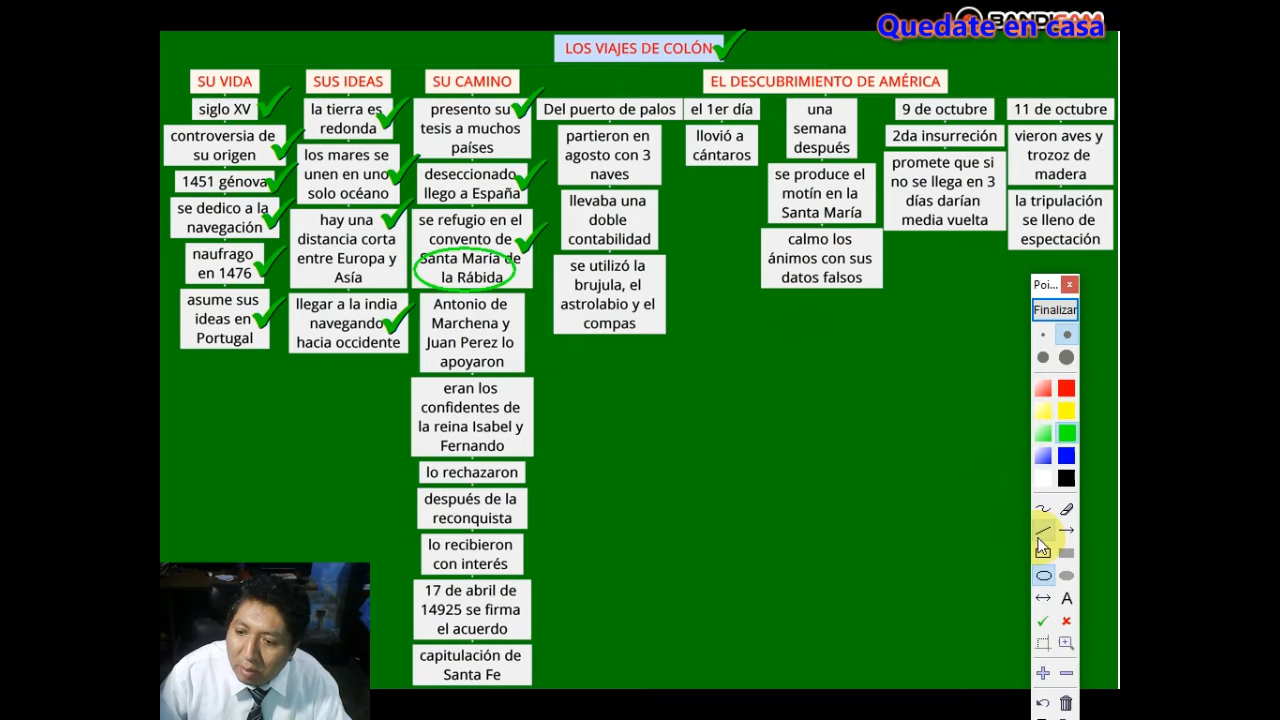 BANDICAM
Quedate en casa
LOS VIAJES DE COLÓN
SU VIDA
siglo XV
controversia de
su origen
1451 génova
se dedico a la
navegación
naufrago
en 1476
asume sus
ideas en
Portugal
SUS IDEAS
la tierra es
redonda
los mares se
unen en uno
solo océano
hay una
distancia corta
entre Europa y
Asía
llegar a la india
navegando
hacia occidente
SU CAMINO
presento su
tesis a muchos
países
deseccionado
llego a España
se refugio en el
convento de
Santa María de
la Rábida
Antonio de
Marchena y
Juan Perez lo
apoyaron
eran los
confidentes de
la reina Isabel y
Fernando
lo rechazaron
después de la
reconquista
lo recibieron
con interés
17 de abril de
14925 se firma
el acuerdo
capitulación de
Santa Fe
EL DESCUBRIMIENTO DE AMÉRICA
Del puerto de palos
partieron en
agosto con 3
naves
llevaba una
doble
contabilidad
se utilizó la
brujula, el
astrolabio y el
compas
el 1er día
llovió a
cántaros
una
semana
después
se produce el
motín en la
Santa María
calmo los
ánimos con sus
datos falsos
9 de octubre
2da insurreción
promete que si
no se llega en 3
días darían
media vuelta
11 de octubre
vieron aves y
trozoz de
madera
la tripulación
se lleno de
espectación
Poi...
Finalizar
A